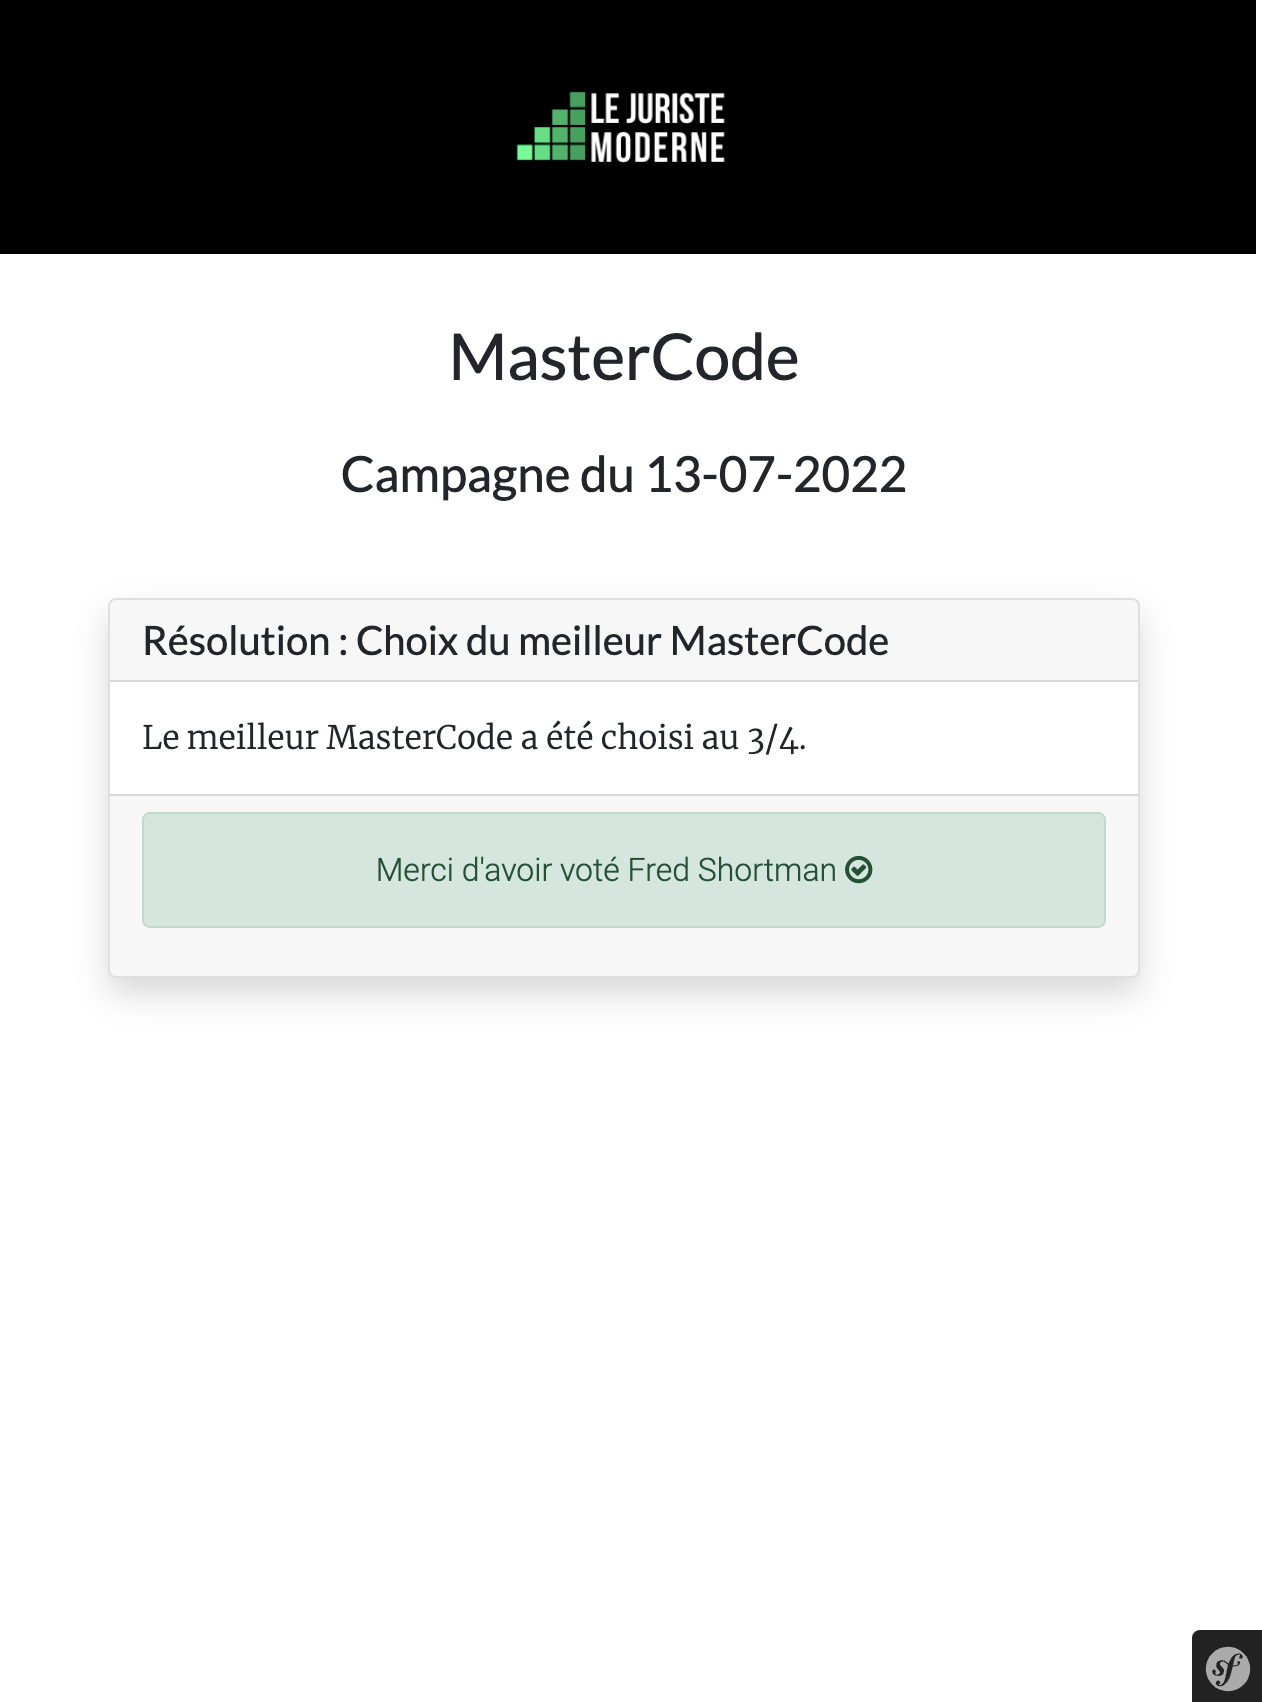 LE JURISTE
MODERNE
MasterCode
Campagne du 13-07-2022
Résolution : Choix du meilleur MasterCode
Le meilleur MasterCode a été choisi au 3/4.
Merci d'avoir voté Fred Shortman
sf